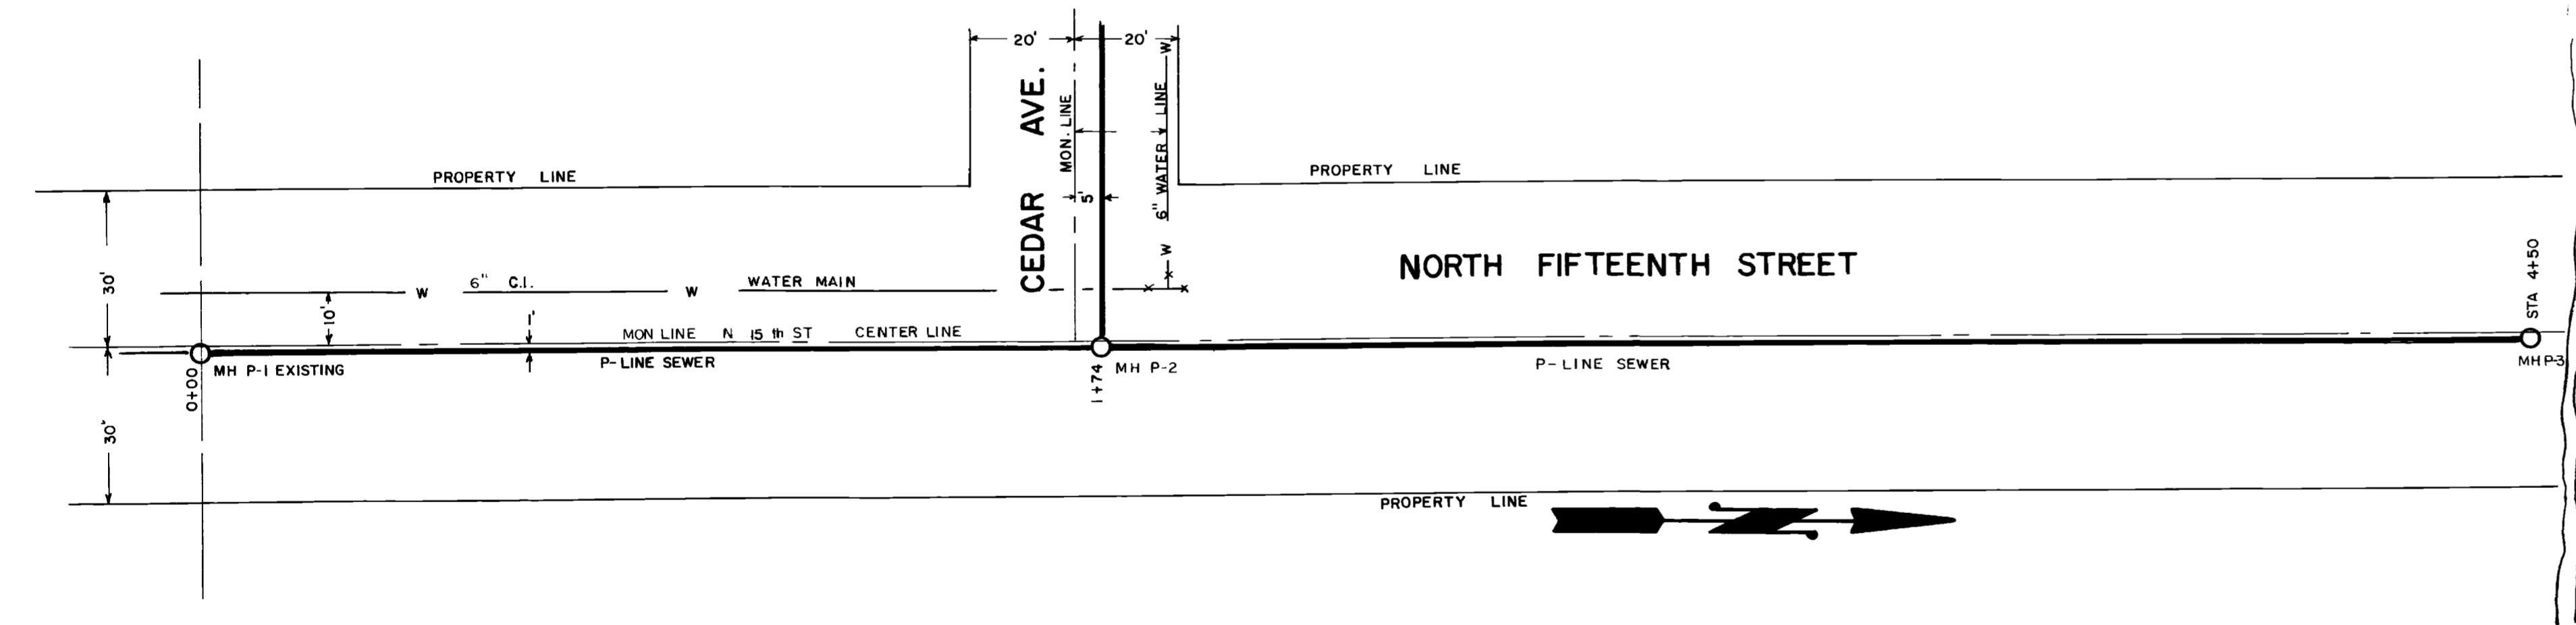 20' 20'
CEDAR AVE.
MON. LINE
6" WATER LINE
W
W
5'
PROPERTY LINE
PROPERTY LINE
NORTH FIFTEENTH STREET
STA 4+50
30'
6" C.I. WATER MAIN
W W
10'
1'
MON LINE N 15 th ST CENTER LINE
MH P-1 EXISTING
P-LINE SEWER
MH P-2
P-LINE SEWER
MH P-3
0+00
1+74
30'
PROPERTY LINE